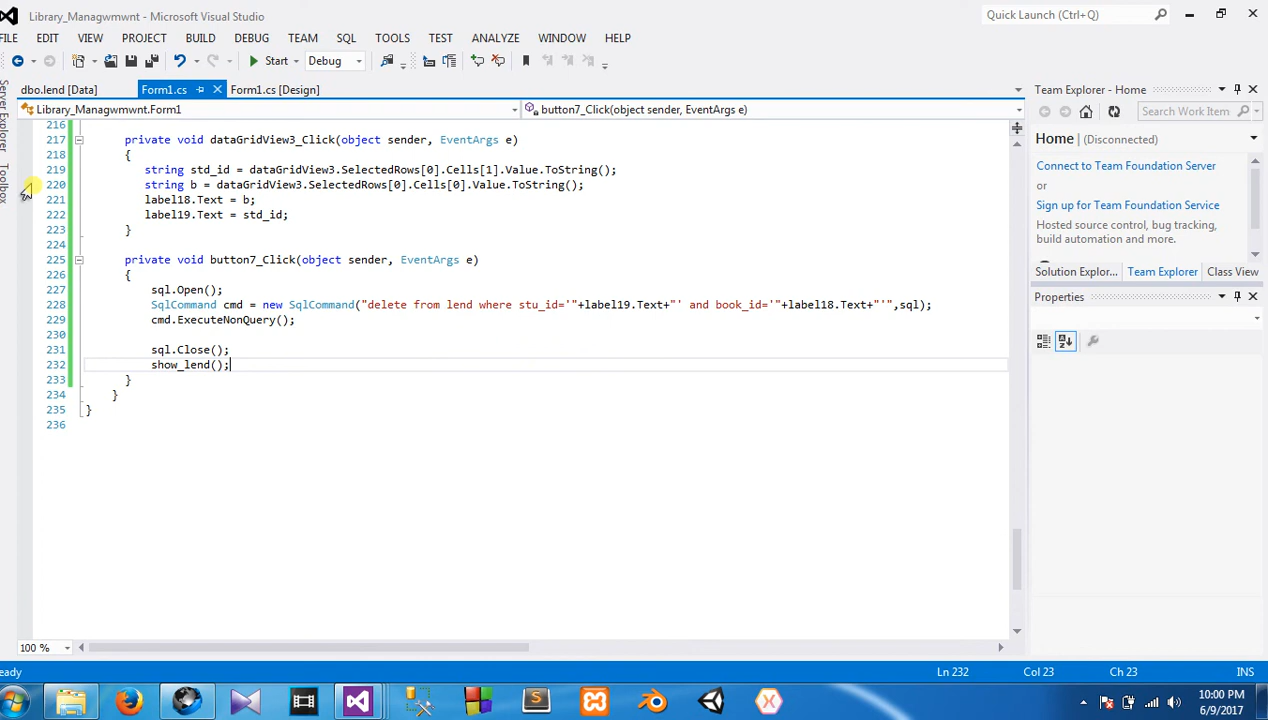 Library_Managwmwnt - Microsoft Visual Studio
Quick Launch (Ctrl+Q)
FILE EDIT VIEW PROJECT BUILD DEBUG TEAM SQL TOOLS TEST ANALYZE WINDOW HELP
Start Debug
dbo.lend [Data] Form1.cs Form1.cs [Design]
Library_Managwmwnt.Form1 button7_Click(object sender, EventArgs e)
Server Explorer
Toolbox
216
217 private void dataGridView3_Click(object sender, EventArgs e)
218 {
219 string std_id = dataGridView3.SelectedRows[0].Cells[1].Value.ToString();
220 string b = dataGridView3.SelectedRows[0].Cells[0].Value.ToString();
221 label18.Text = b;
222 label19.Text = std_id;
223 }
224
225 private void button7_Click(object sender, EventArgs e)
226 {
227 sql.Open();
228 SqlCommand cmd = new SqlCommand("delete from lend where stu_id='"+label19.Text+"' and book_id='"+label18.Text+"'",sql);
229 cmd.ExecuteNonQuery();
230
231 sql.Close();
232 show_lend();
233 }
234 }
235 }
236
100 %
Team Explorer - Home
Search Work Item
Home | (Disconnected)
Connect to Team Foundation Server
or
Sign up for Team Foundation Service
Hosted source control, bug tracking,
build automation and more.
Solution Explor... Team Explorer Class View
Properties
eady Ln 232 Col 23 Ch 23 INS
10:00 PM
6/9/2017